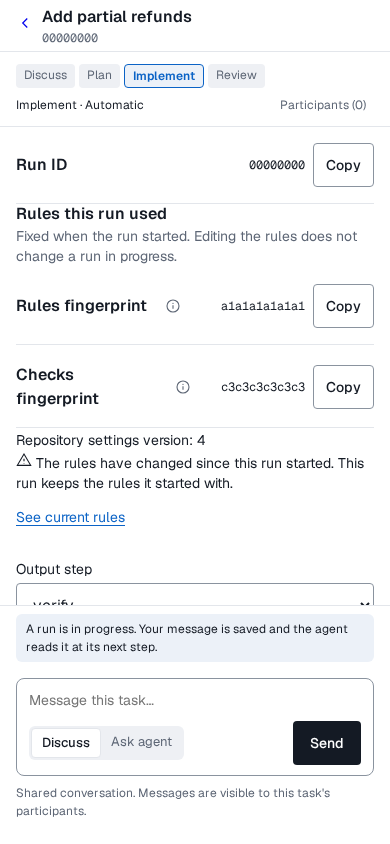 Add partial refunds
00000000
Discuss Plan Implement Review
Implement · Automatic Participants (0)
Run ID 00000000 Copy
Rules this run used
Fixed when the run started. Editing the rules does not
change a run in progress.
Rules fingerprint a1a1a1a1a1a1 Copy
Checks
fingerprint c3c3c3c3c3c3 Copy
Repository settings version: 4
The rules have changed since this run started. This
run keeps the rules it started with.
See current rules
Output step
verify
A run is in progress. Your message is saved and the agent
reads it at its next step.
Message this task...
Discuss Ask agent Send
Shared conversation. Messages are visible to this task's
participants.